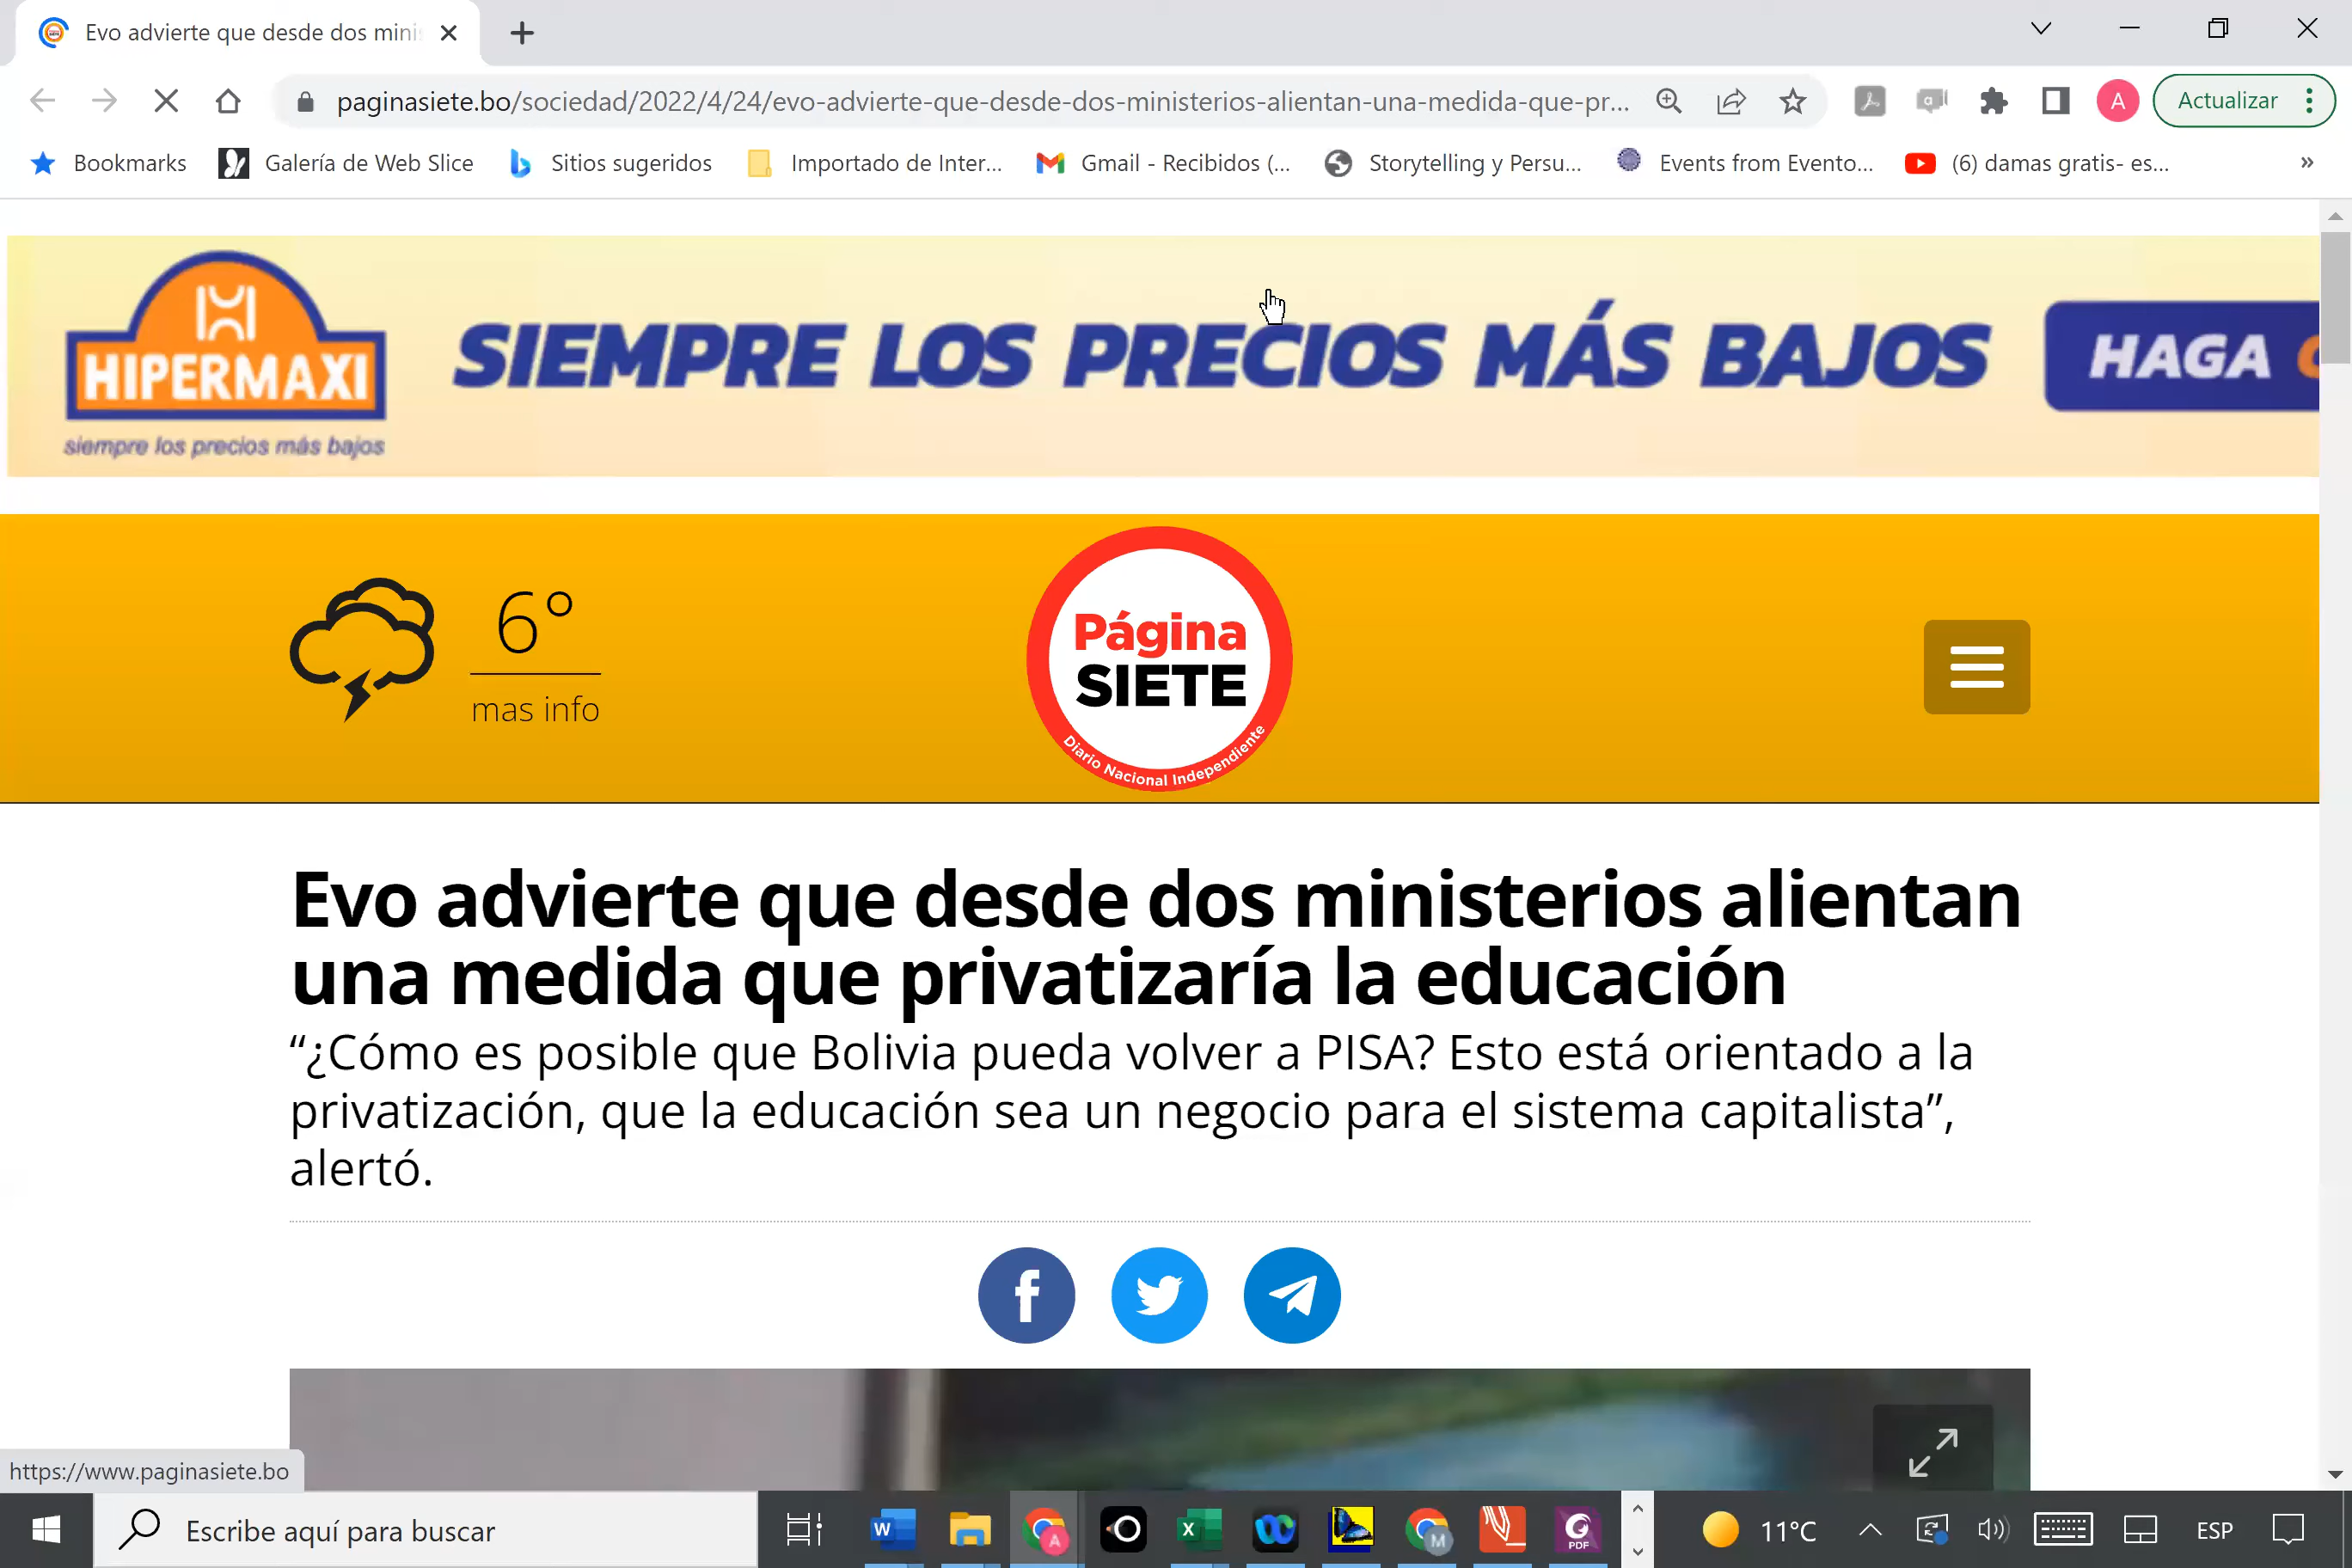 Evo advierte que desde dos minis
paginasiete.bo/sociedad/2022/4/24/evo-advierte-que-desde-dos-ministerios-alientan-una-medida-que-pr...
A
Actualizar
Bookmarks
Galería de Web Slice
Sitios sugeridos
Importado de Inter...
Gmail - Recibidos (...
Storytelling y Persu...
Events from Evento...
(6) damas gratis- es...
»
HIPERMAXI
siempre los precios más bajos
SIEMPRE LOS PRECIOS MÁS BAJOS
HAGA
6°
mas info
Página
SIETE
Diario Nacional Independiente
Evo advierte que desde dos ministerios alientan
una medida que privatizaría la educación
“¿Cómo es posible que Bolivia pueda volver a PISA? Esto está orientado a la
privatización, que la educación sea un negocio para el sistema capitalista”,
alertó.
https://www.paginasiete.bo
Escribe aquí para buscar
11°C
ESP